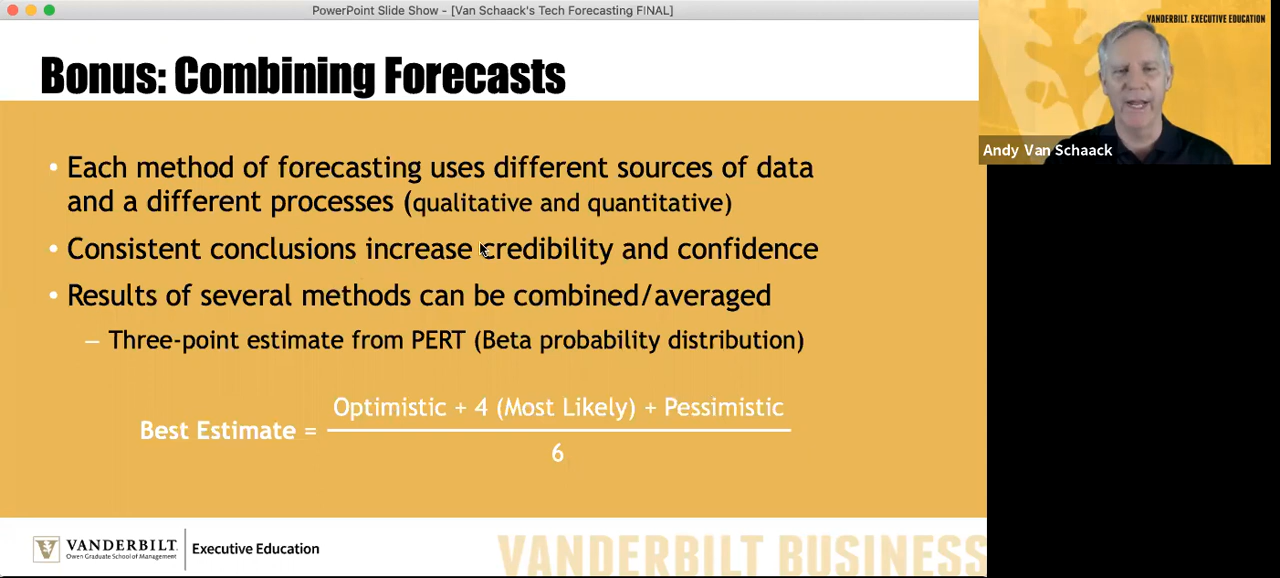 PowerPoint Slide Show - [Van Schaack's Tech Forecasting FINAL]
VANDERBILT. EXECUTIVE EDUCATION
Bonus: Combining Forecasts
Andy Van Schaack
• Each method of forecasting uses different sources of data
and a different processes (qualitative and quantitative)
• Consistent conclusions increase credibility and confidence
• Results of several methods can be combined/averaged
– Three-point estimate from PERT (Beta probability distribution)
Optimistic + 4 (Most Likely) + Pessimistic
Best Estimate =
6
VANDERBILT
Owen Graduate School of Management
Executive Education
VANDERBILT BUSINESS